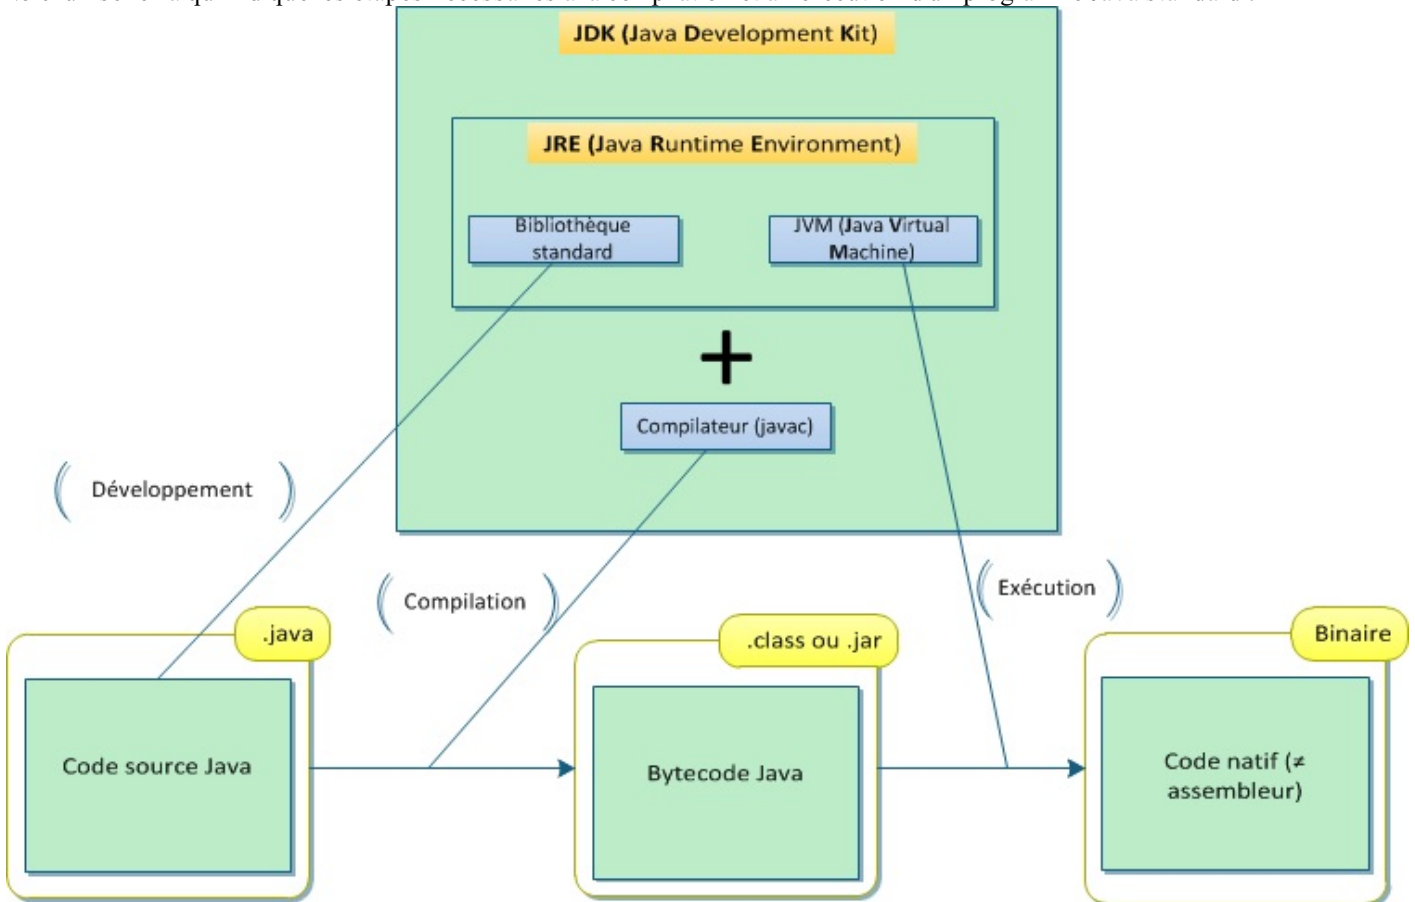 JDK (Java Development Kit)
JRE (Java Runtime Environment)
Bibliothèque
standard
JVM (Java Virtual
Machine)
+
Compilateur (javac)
Développement
Compilation
Exécution
.java
.class ou .jar
Binaire
Code source Java
Bytecode Java
Code natif (≠
assembleur)